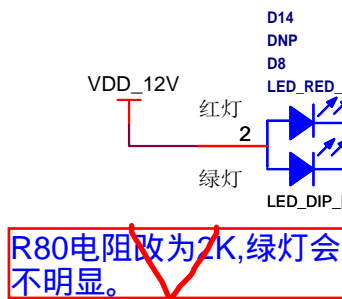 D14
DNP
D8
LED_RED_
VDD_12V
红灯
2
绿灯
LED_DIP_
R80电阻改为2K,绿灯会
不明显。